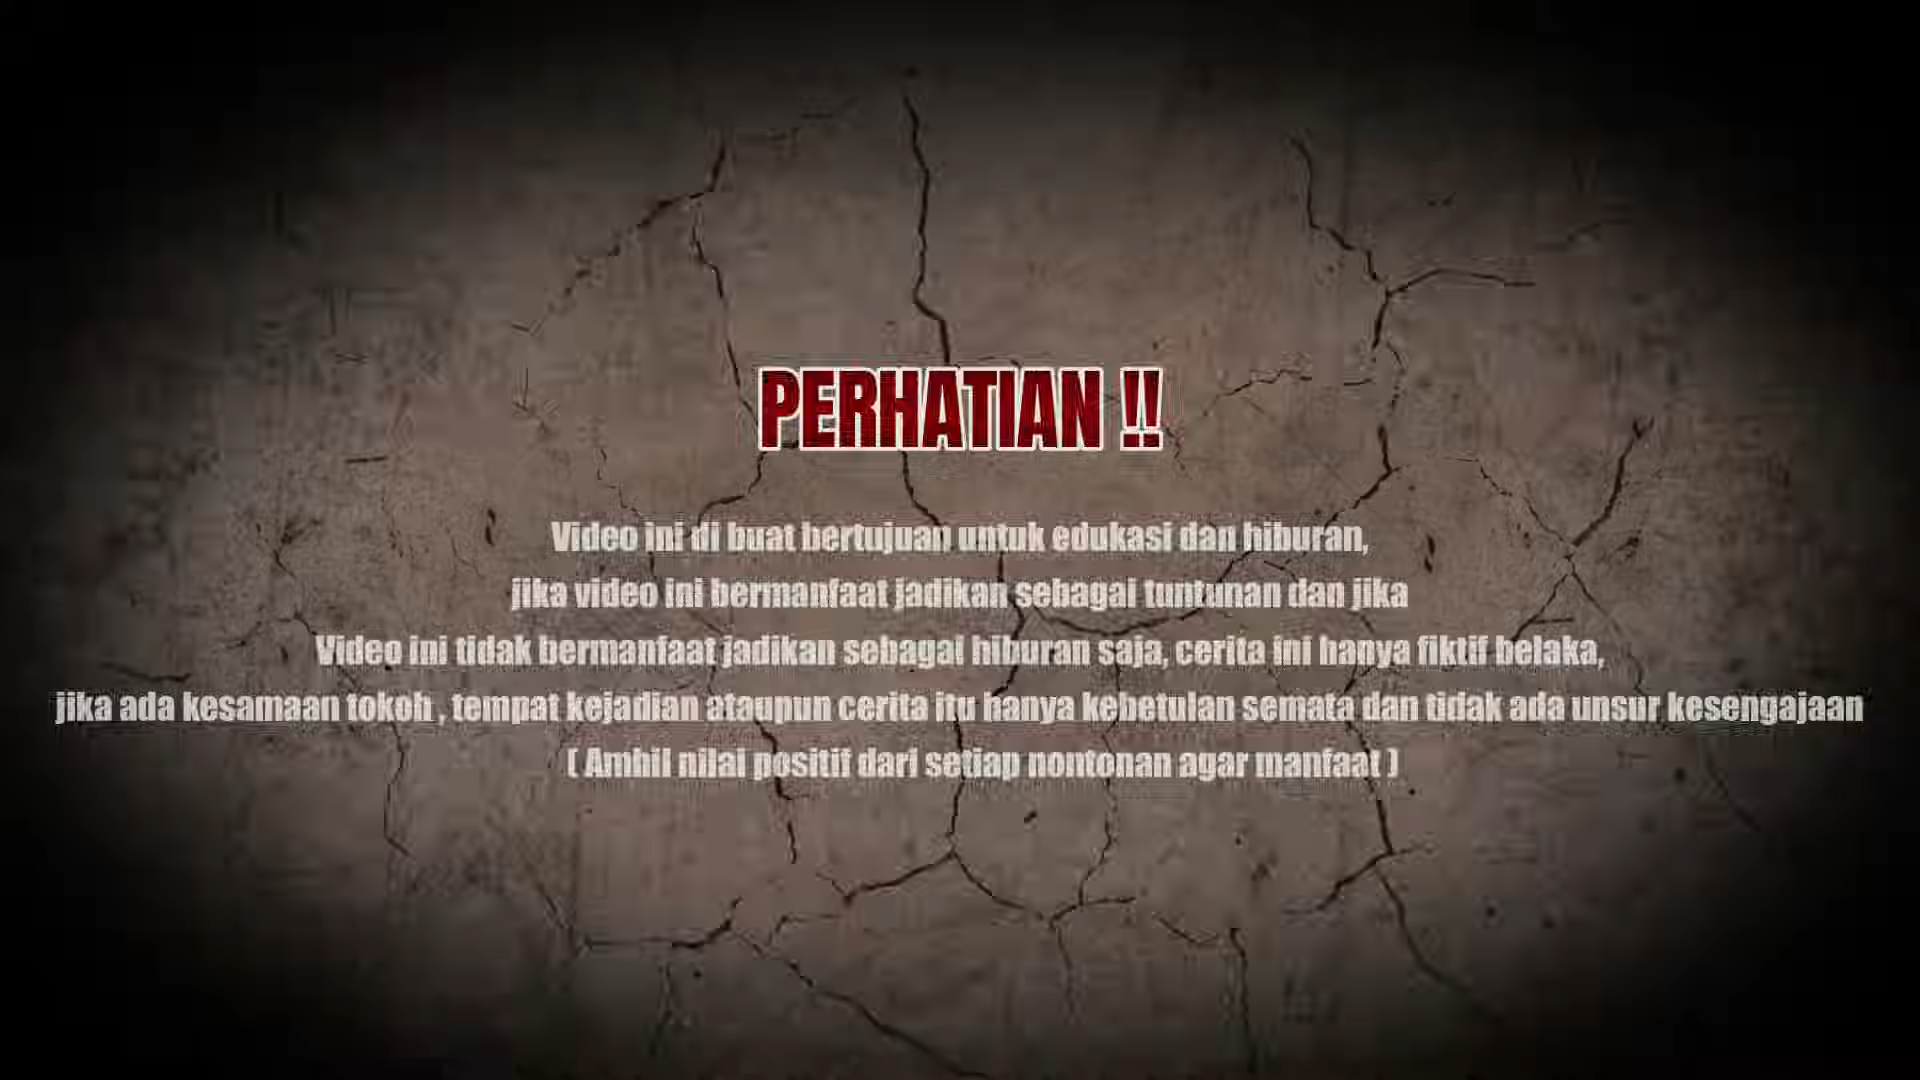 PERHATIAN !!
Video ini di buat bertujuan untuk edukasi dan hiburan,
jika video ini bermanfaat jadikan sebagai tuntunan dan jika
Video ini tidak bermanfaat jadikan sebagai hiburan saja, cerita ini hanya fiktif belaka,
jika ada kesamaan tokoh , tempat kejadian ataupun cerita itu hanya kebetulan semata dan tidak ada unsur kesengajaan
( Ambil nilai positif dari setiap nontonan agar manfaat )